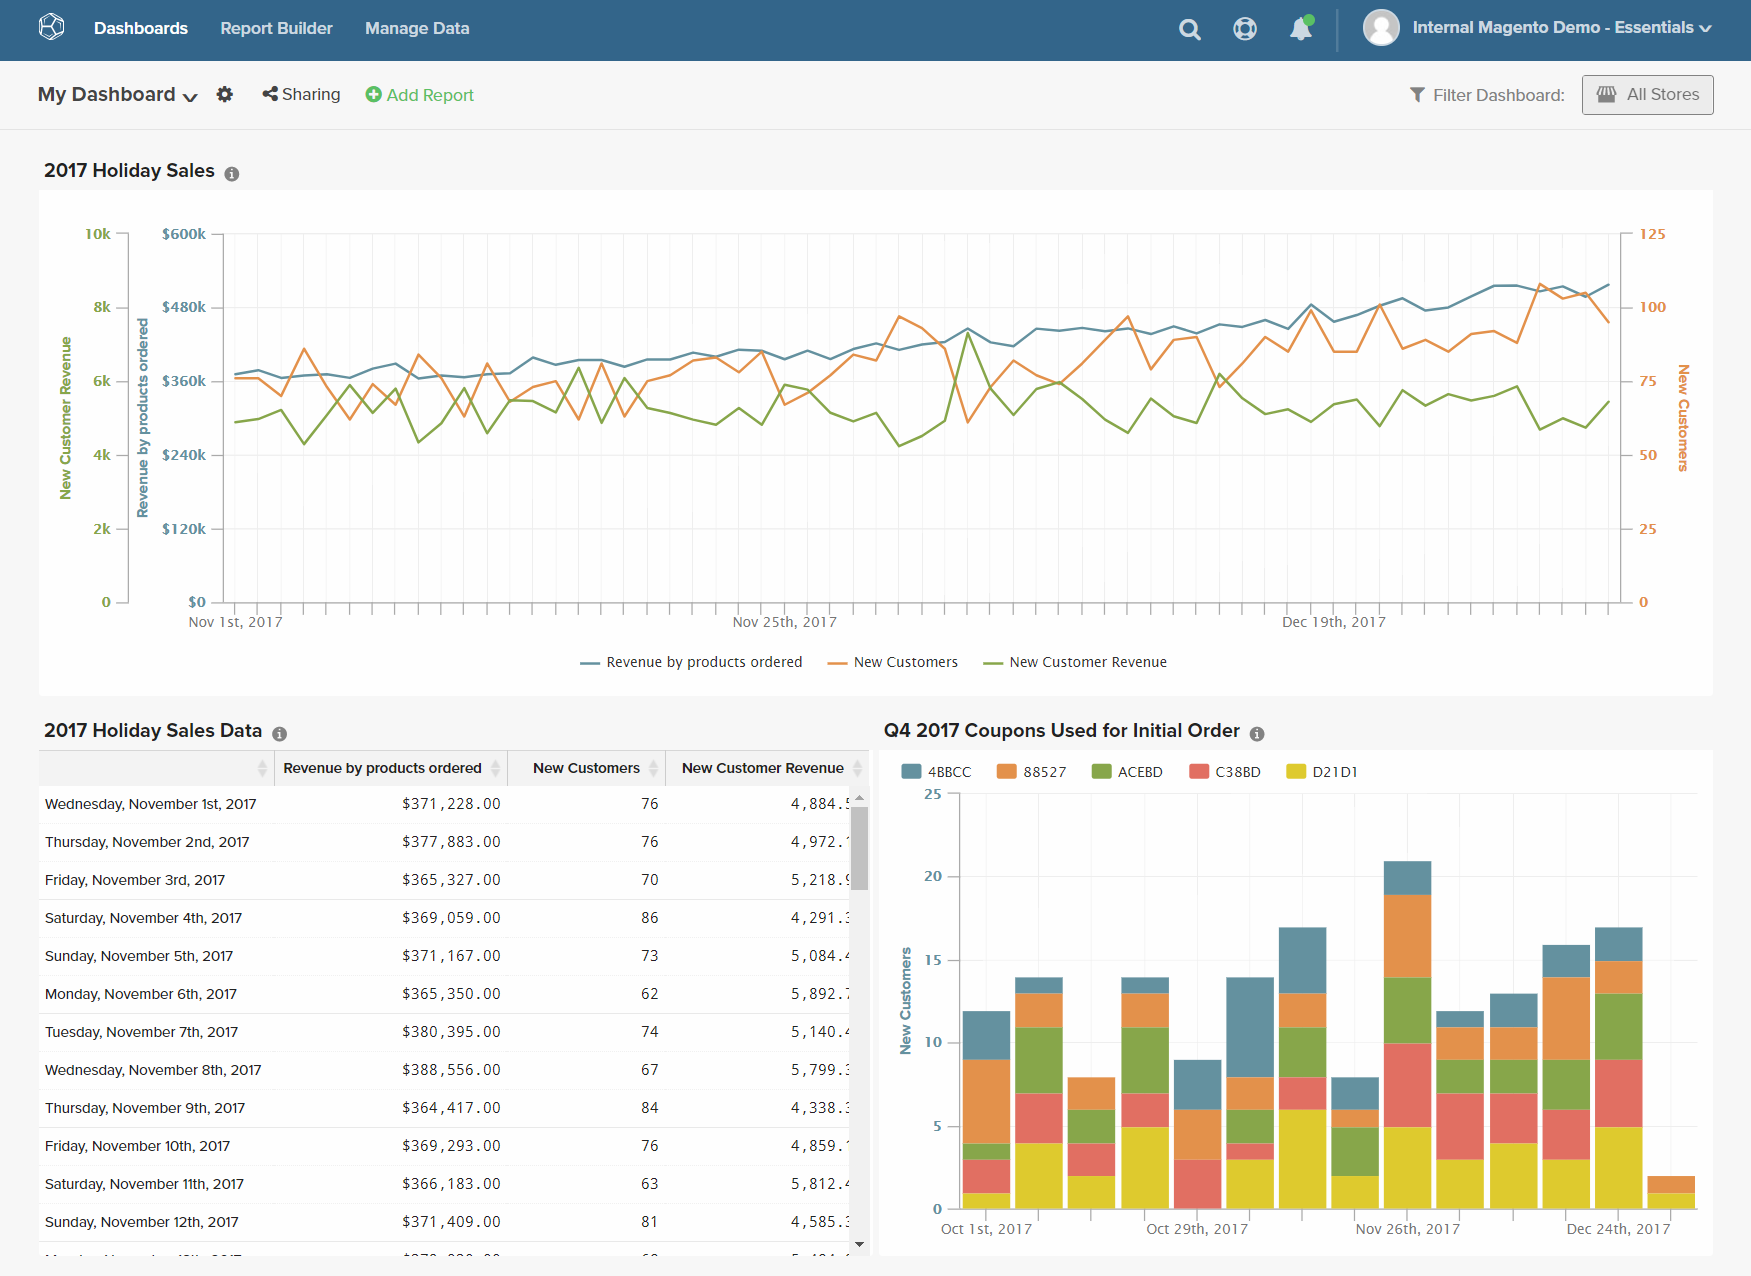 Dashboards Report Builder Manage Data Internal Magento Demo - Essentials
My Dashboard Sharing Add Report Filter Dashboard: All Stores
2017 Holiday Sales
10k $600k 125
8k $480k 100
6k $360k 75
4k $240k 50
2k $120k 25
0 $0 0
New Customer Revenue
Revenue by products ordered
New Customers
Nov 1st, 2017 Nov 25th, 2017 Dec 19th, 2017
Revenue by products ordered New Customers New Customer Revenue
2017 Holiday Sales Data
Revenue by products ordered New Customers New Customer Revenue
Wednesday, November 1st, 2017 $371,228.00 76 4,884.5
Thursday, November 2nd, 2017 $377,883.00 76 4,972.1
Friday, November 3rd, 2017 $365,327.00 70 5,218.9
Saturday, November 4th, 2017 $369,059.00 86 4,291.3
Sunday, November 5th, 2017 $371,167.00 73 5,084.4
Monday, November 6th, 2017 $365,350.00 62 5,892.7
Tuesday, November 7th, 2017 $380,395.00 74 5,140.4
Wednesday, November 8th, 2017 $388,556.00 67 5,799.3
Thursday, November 9th, 2017 $364,417.00 84 4,338.3
Friday, November 10th, 2017 $369,293.00 76 4,859.1
Saturday, November 11th, 2017 $366,183.00 63 5,812.4
Sunday, November 12th, 2017 $371,409.00 81 4,585.3
Q4 2017 Coupons Used for Initial Order
4BBCC 88527 ACEBD C38BD D21D1
25
20
15
10
5
0
New Customers
Oct 1st, 2017 Oct 29th, 2017 Nov 26th, 2017 Dec 24th, 2017